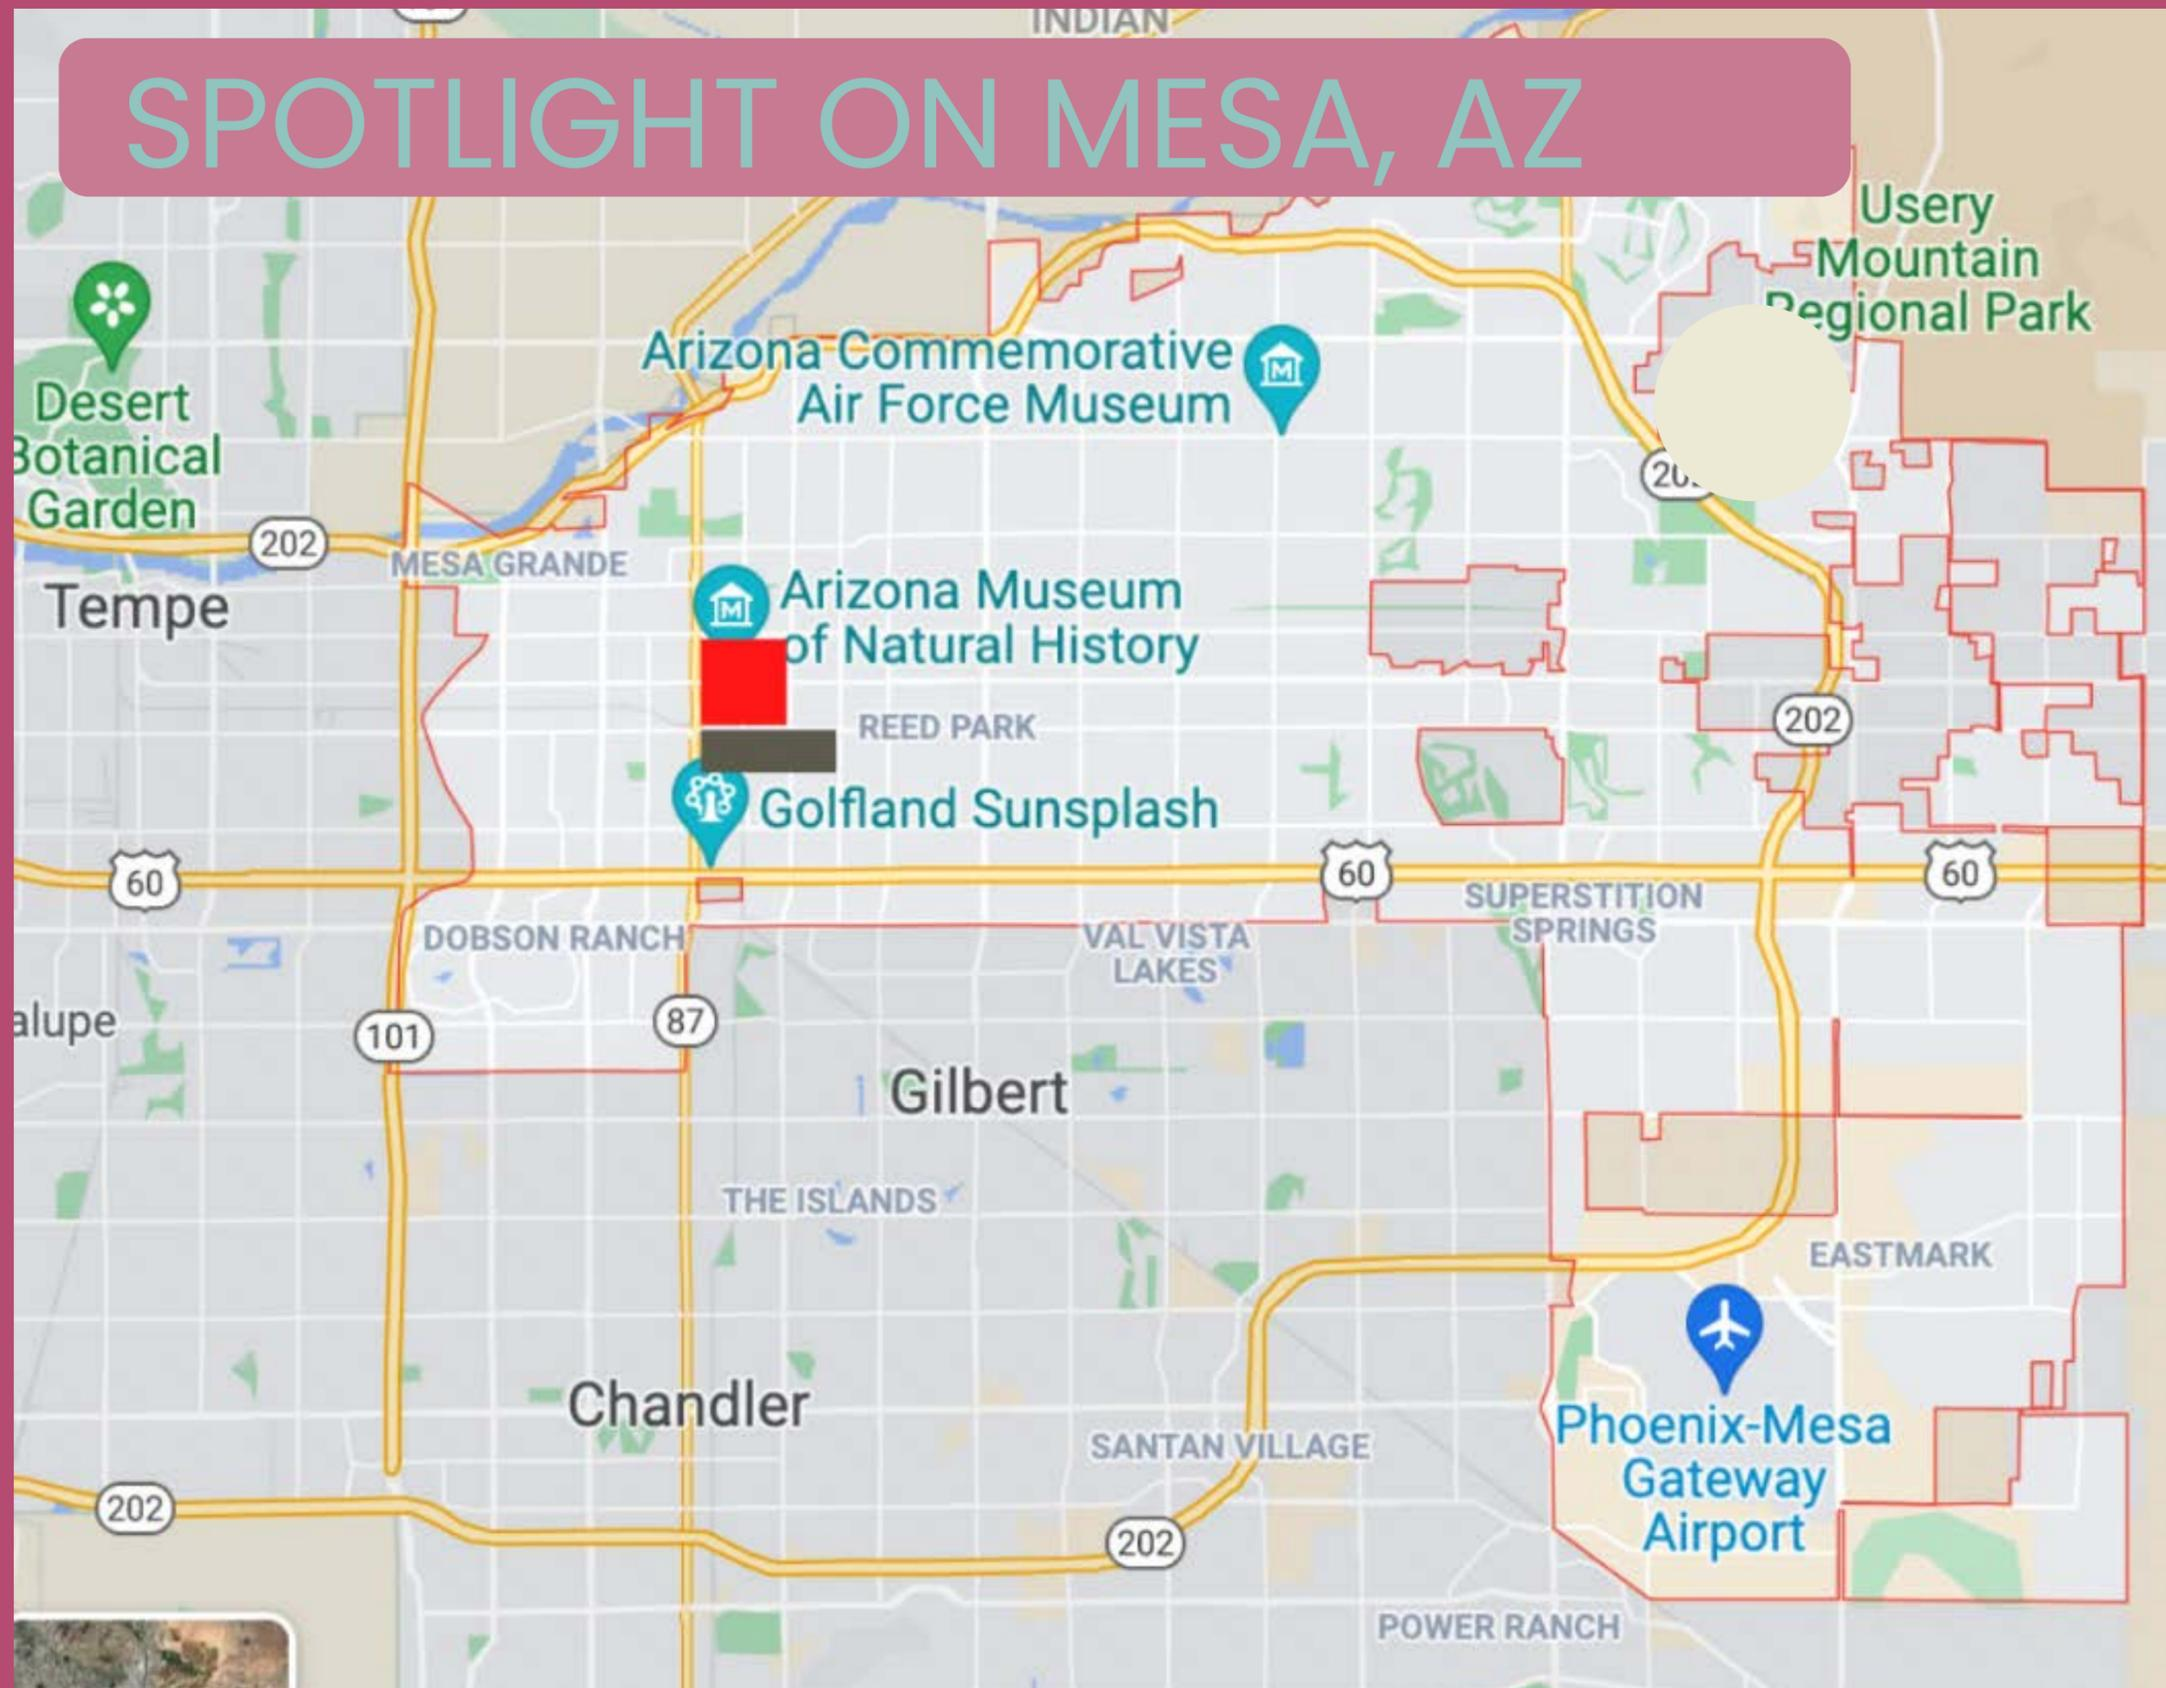 INDIAN
SPOTLIGHT ON MESA, AZ
Usery
Mountain
Regional Park
Arizona Commemorative
Air Force Museum
Desert
Botanical
Garden
202
MESA GRANDE
Tempe
Arizona Museum
of Natural History
REED PARK
202
Golfland Sunsplash
60
60
60
SUPERSTITION
SPRINGS
DOBSON RANCH
VAL VISTA
LAKES
alupe
101
87
Gilbert
THE ISLANDS
EASTMARK
Chandler
Phoenix-Mesa
Gateway
Airport
SANTAN VILLAGE
202
202
POWER RANCH